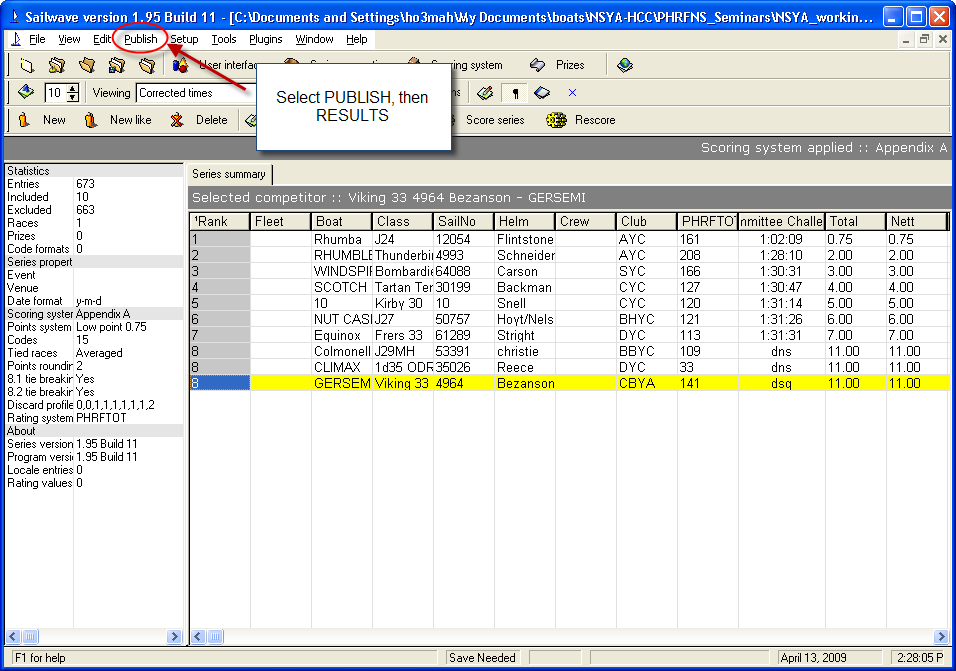 Sailwave version 1.95 Build 11 - [C:\Documents and Settings\ho3mah\My Documents\boats\NSYA-HCC\PHRFNS_Seminars\NSYA_workin...
File View Edit Publish Setup Tools Plugins Window Help
User interfac scoring system Prizes
10 Viewing Corrected times
New New like Delete Score series Rescore
Select PUBLISH, then
RESULTS
Scoring system applied :: Appendix A
Statistics
Entries 673
Included 10
Excluded 663
Races 1
Prizes 0
Code formats 0
Series propert
Event
Venue
Date format y-m-d
Scoring syster Appendix A
Points system Low point 0.75
Codes 15
Tied races Averaged
Points roundin 2
8.1 tie breakin Yes
8.2 tie breakin Yes
Discard profile 0,0,1,1,1,1,1,1,2
Rating system PHRFTOT
About
Series version 1.95 Build 11
Program versi 1.95 Build 11
Locale entries 0
Rating values 0
Series summary
Selected competitor :: Viking 33 4964 Bezanson - GERSEMI
Rank Fleet Boat Class SailNo Helm Crew Club PHRFTO nmittee Challe Total Nett
1 Rhumba J24 12054 Flintstone AYC 161 1:02:09 0.75 0.75
2 RHUMBLE Thunderbir 4993 Schneider AYC 208 1:28:10 2.00 2.00
3 WINDSPIF Bombardie 64088 Carson SYC 166 1:30:31 3.00 3.00
4 SCOTCH Tartan Ter 30199 Backman CYC 127 1:30:47 4.00 4.00
5 10 Kirby 30 10 Snell CYC 120 1:31:14 5.00 5.00
6 NUT CASI J27 50757 Hoyt/Nels BHYC 121 1:31:26 6.00 6.00
7 Equinox Frers 33 61289 Stright DYC 113 1:31:31 7.00 7.00
8 Colmonell J29MH 53391 christie BBYC 109 dns 11.00 11.00
8 CLIMAX 1d35 ODR 35026 Reece DYC 33 dns 11.00 11.00
8 GERSEM Viking 33 4964 Bezanson CBYA 141 dsq 11.00 11.00
F1 for help Save Needed April 13, 2009 2:28:05 P